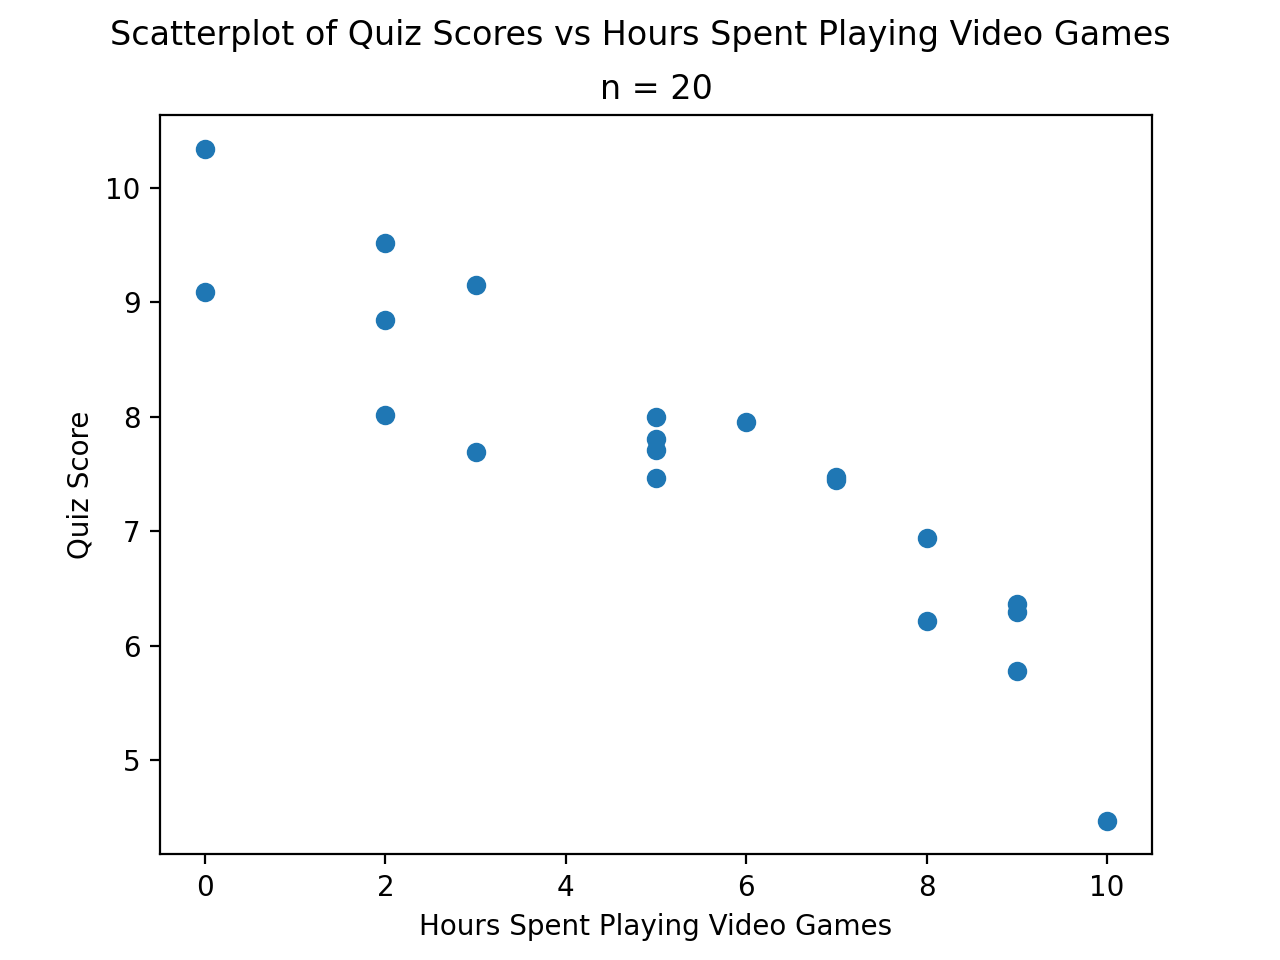 Scatterplot of Quiz Scores vs Hours Spent Playing Video Games
n = 20
10
9
8
7
6
5
Quiz Score
0 2 4 6 8 10
Hours Spent Playing Video Games